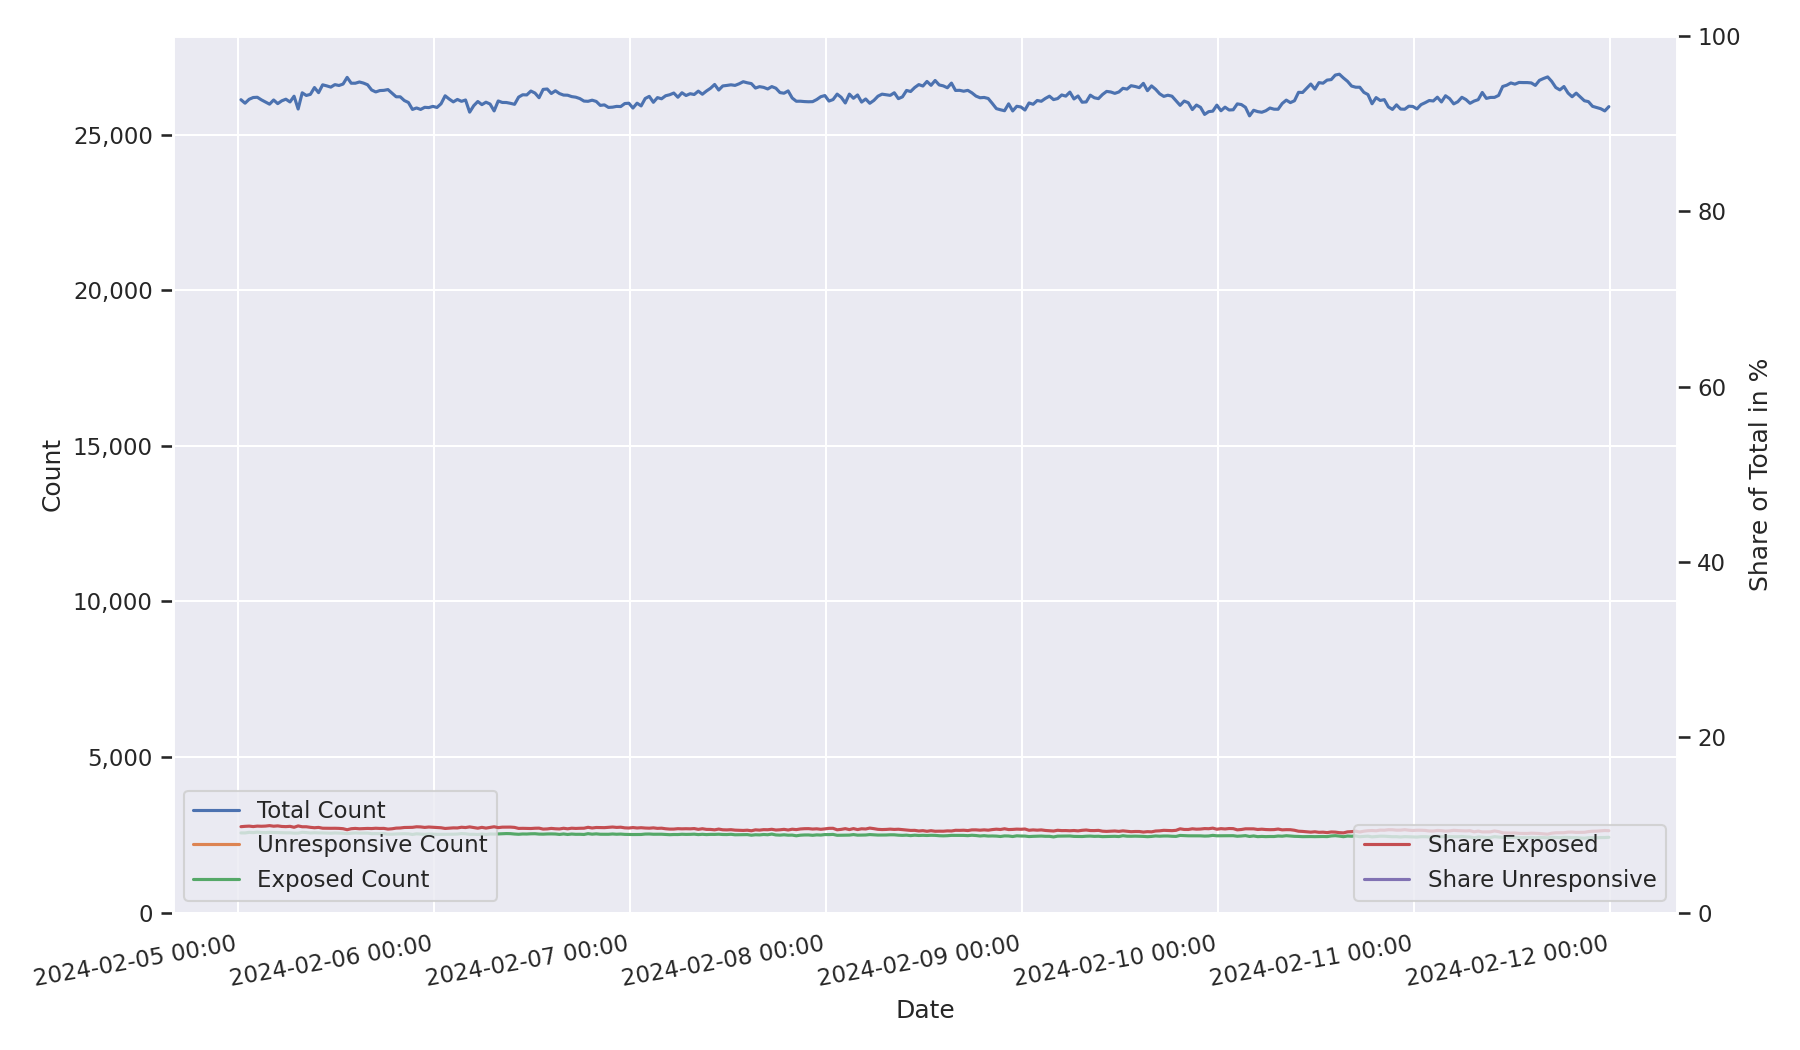 100
25,000
80
20,000
60
15,000
Count
Share of Total in %
40
10,000
20
5,000
Total Count
Unresponsive Count
Exposed Count
Share Exposed
Share Unresponsive
0
0
2024-02-05 00:00
2024-02-06 00:00
2024-02-07 00:00
2024-02-08 00:00
2024-02-09 00:00
2024-02-10 00:00
2024-02-11 00:00
2024-02-12 00:00
Date